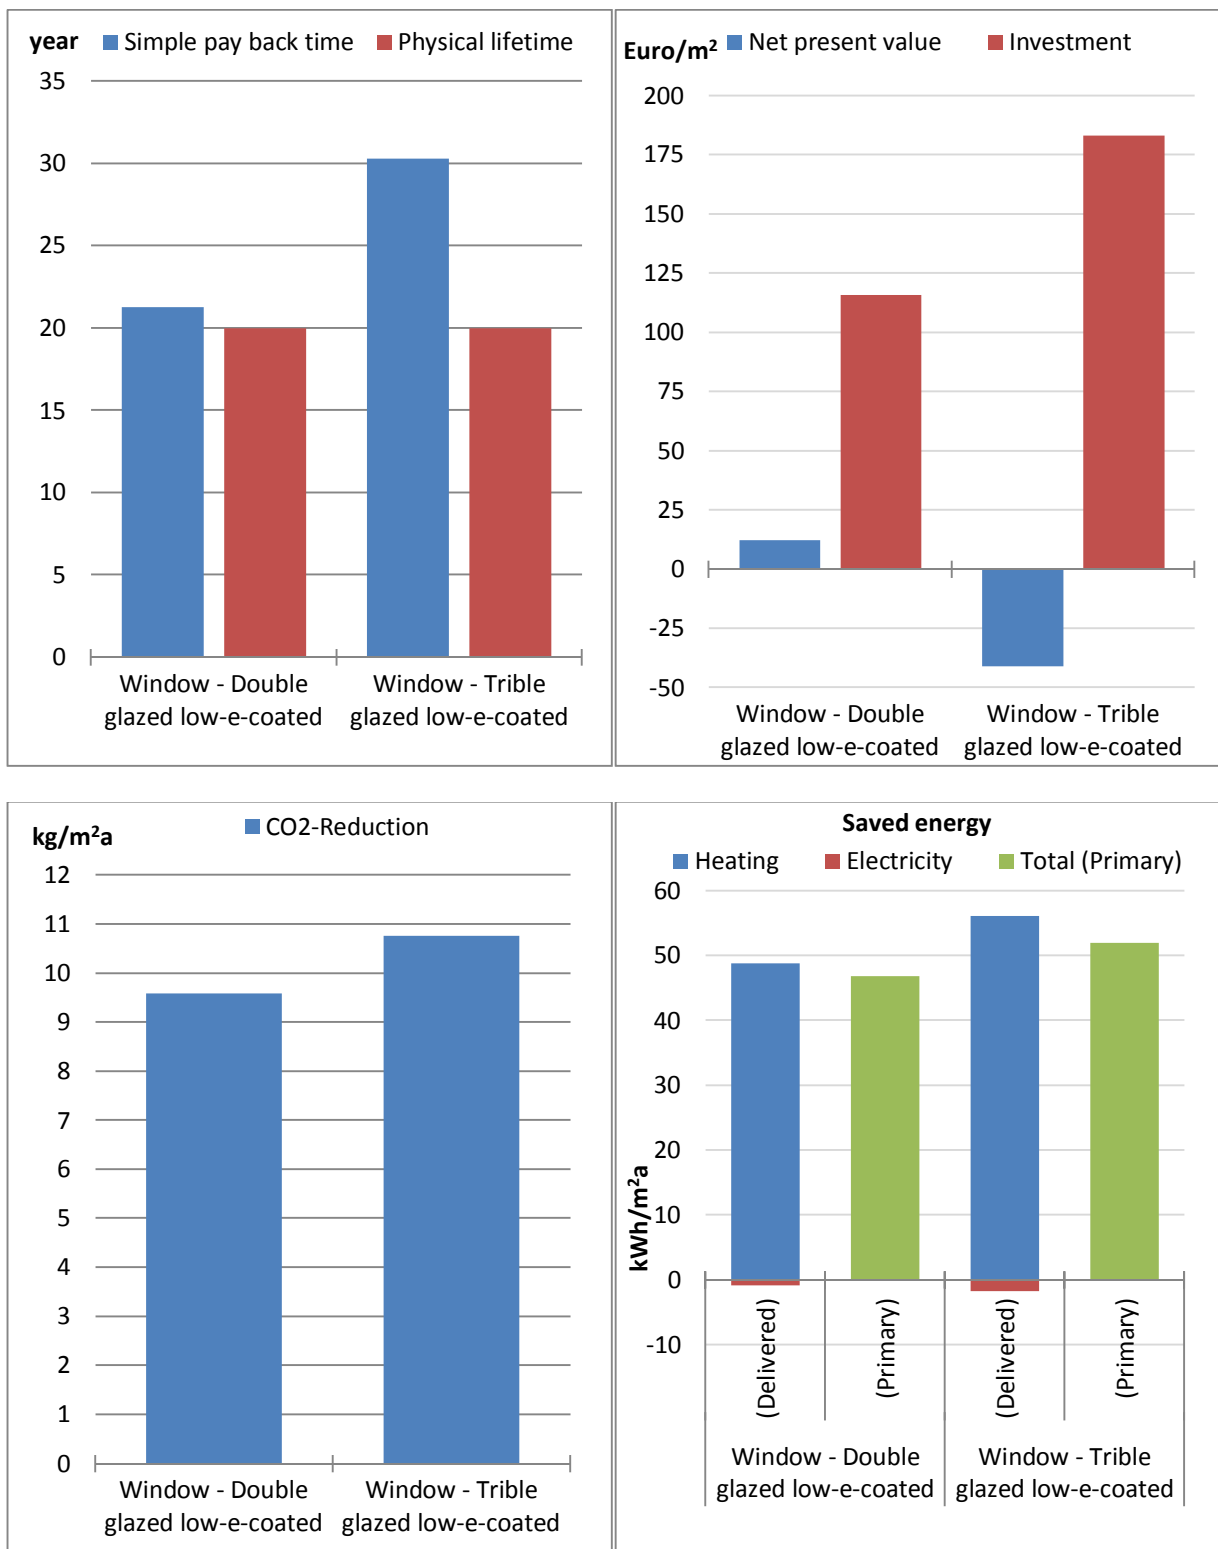 year Simple pay back time Physical lifetime
35
30
25
20
15
10
5
0
Window - Double
glazed low-e-coated
Window - Trible
glazed low-e-coated
Euro/m² Net present value Investment
200
175
150
125
100
75
50
25
0
-25
-50
Window - Double
glazed low-e-coated
Window - Trible
glazed low-e-coated
kg/m²a CO2-Reduction
12
11
10
9
8
7
6
5
4
3
2
1
0
Window - Double
glazed low-e-coated
Window - Trible
glazed low-e-coated
Saved energy
Heating Electricity Total (Primary)
kWh/m²a
60
50
40
30
20
10
0
-10
(Delivered)
(Primary)
(Delivered)
(Primary)
Window - Double
glazed low-e-coated
Window - Trible
glazed low-e-coated